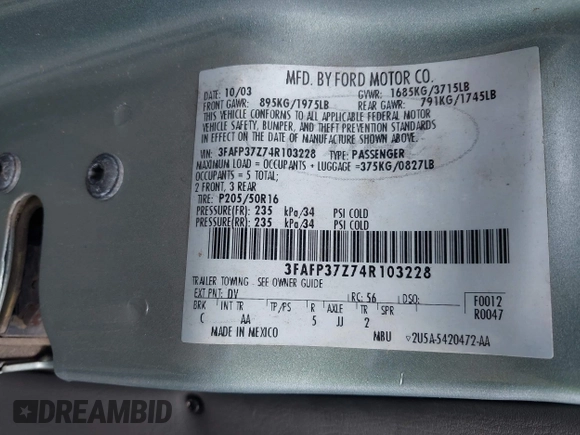 MFD. BY FORD MOTOR CO.
DATE: 10/03 GVWR: 1685KG/3715LB
FRONT GAWR: 895KG/1975LB REAR GAWR: 791KG/1745LB
THIS VEHICLE CONFORMS TO ALL APPLICABLE FEDERAL MOTOR
VEHICLE SAFETY, BUMPER, AND THEFT PREVENTION STANDARDS
IN EFFECT ON THE DATE OF MANUFACTURE SHOWN ABOVE.
VIN: 3FAFP37Z74R103228 TYPE: PASSENGER
MAXIMUM LOAD = OCCUPANTS + LUGGAGE =375KG/0827LB
OCCUPANTS = 5 TOTAL;
2 FRONT, 3 REAR
TIRE: P205/50R16
PRESSURE(FR): 235 kPa/34 PSI COLD
PRESSURE(RR): 235 kPa/34 PSI COLD
3FAFP37Z74R103228
TRAILER TOWING - SEE OWNER GUIDE
EXT PNT: DV RC: 56 DSO: F0012
BRK INT TR TP/PS R AXLE TR SPR R0047
C AA 5 JJ 2
MADE IN MEXICO MBU ▽2U5A-5420472-AA
DREAMBID